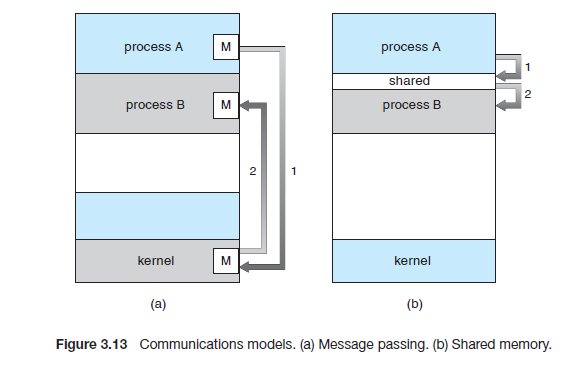 process A
M
process B
M
2
1
kernel
M
(a)
process A
1
shared
2
process B
kernel
(b)
Figure 3.13 Communications models. (a) Message passing. (b) Shared memory.